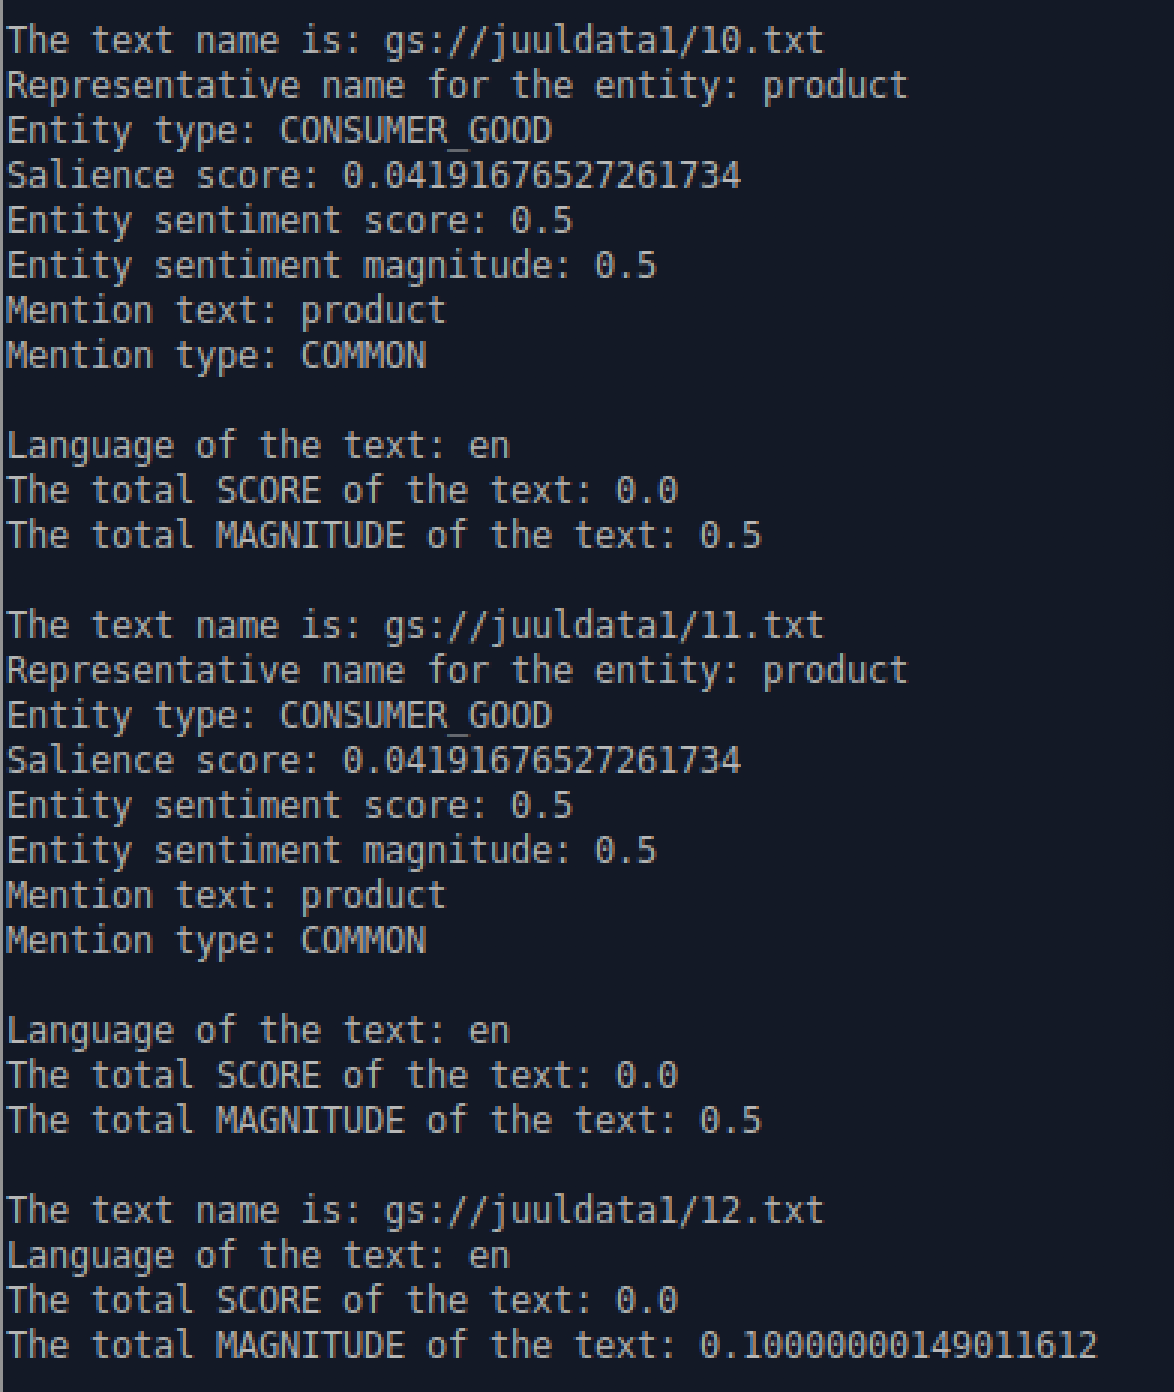 The text name is: gs://juuldata1/10.txt
Representative name for the entity: product
Entity type: CONSUMER_GOOD
Salience score: 0.04191676527261734
Entity sentiment score: 0.5
Entity sentiment magnitude: 0.5
Mention text: product
Mention type: COMMON
Language of the text: en
The total SCORE of the text: 0.0
The total MAGNITUDE of the text: 0.5
The text name is: gs://juuldata1/11.txt
Representative name for the entity: product
Entity type: CONSUMER_GOOD
Salience score: 0.04191676527261734
Entity sentiment score: 0.5
Entity sentiment magnitude: 0.5
Mention text: product
Mention type: COMMON
Language of the text: en
The total SCORE of the text: 0.0
The total MAGNITUDE of the text: 0.5
The text name is: gs://juuldata1/12.txt
Language of the text: en
The total SCORE of the text: 0.0
The total MAGNITUDE of the text: 0.10000000149011612